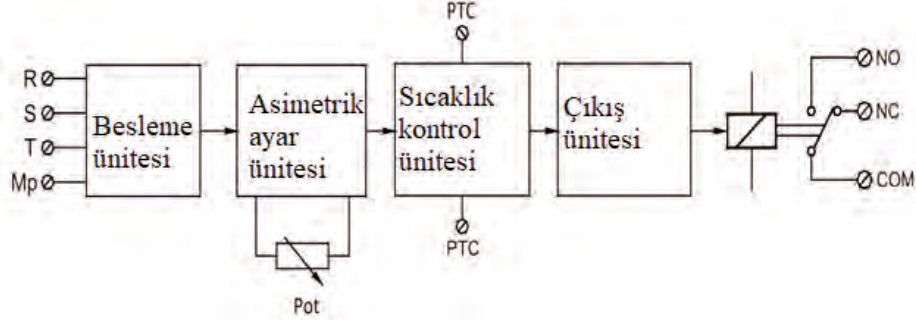 PTC
R
S
T
Mp
Besleme
ünitesi
Asimetrik
ayar
ünitesi
Pot
Sıcaklık
kontrol
ünitesi
PTC
Çıkış
ünitesi
NO
NC
COM